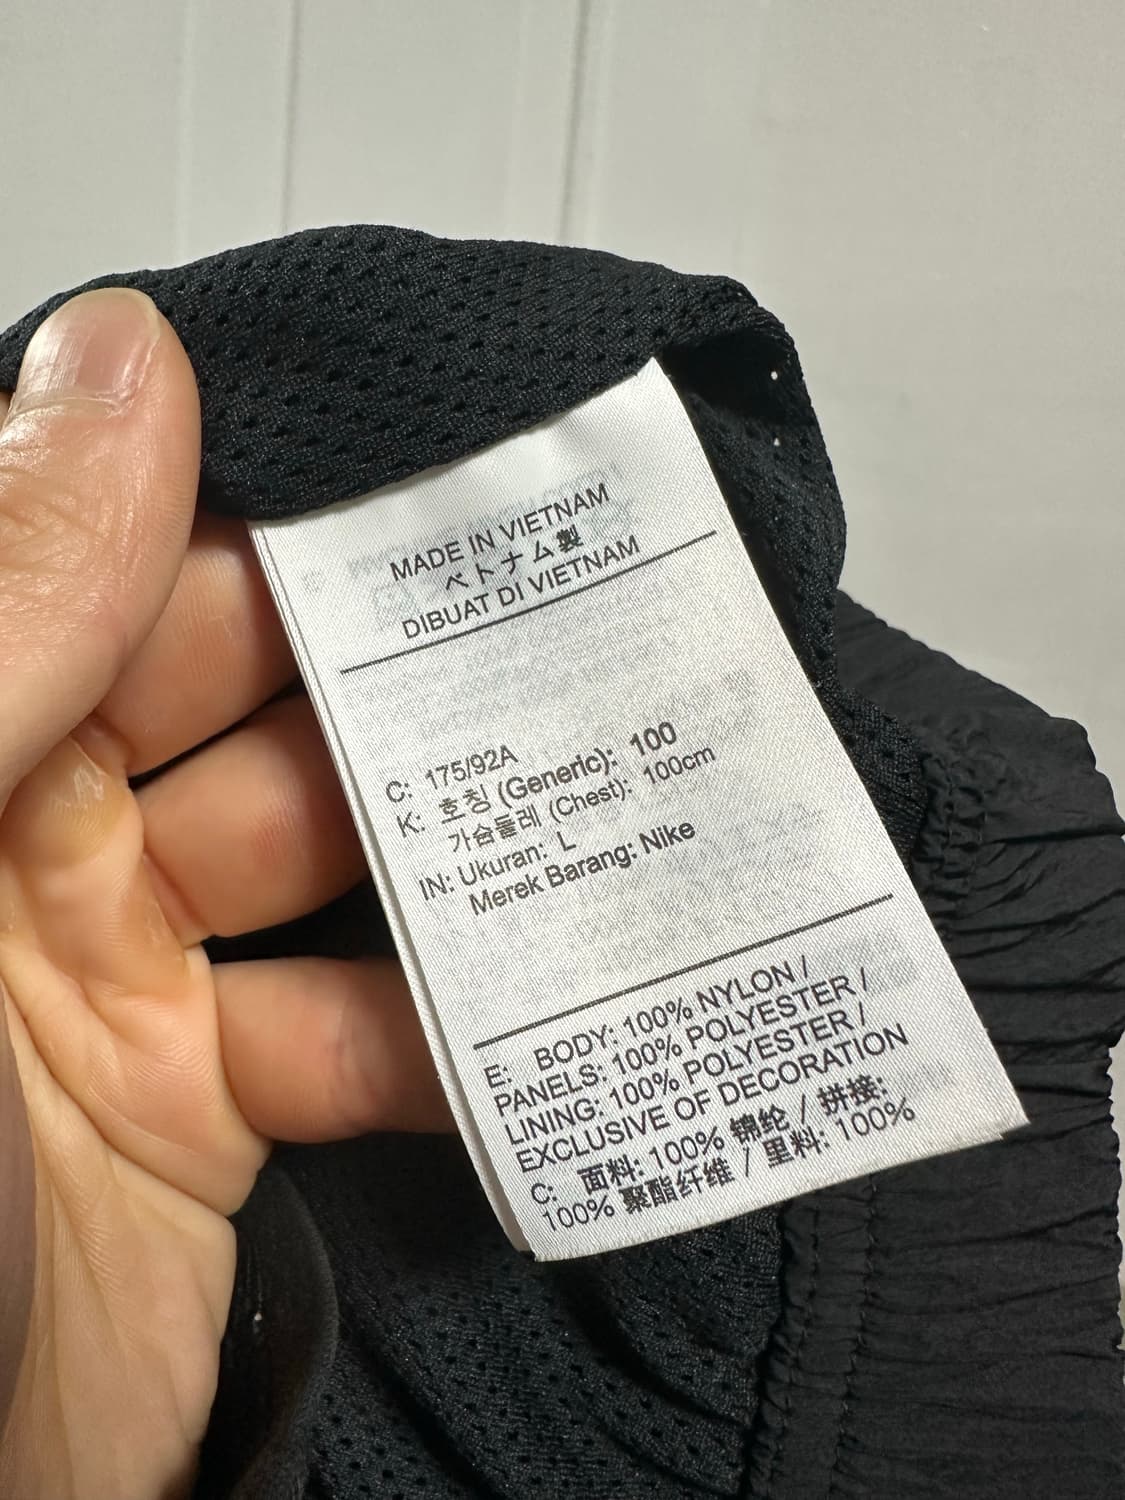 MADE IN VIETNAM
ベトナム製
DIBUAT DI VIETNAM
C: 175/92A
K: 호칭 (Generic): 100
가슴둘레 (Chest): 100cm
IN: Ukuran: L
Merek Barang: Nike
E: BODY: 100% NYLON /
PANELS: 100% POLYESTER /
LINING: 100% POLYESTER /
EXCLUSIVE OF DECORATION
C: 面料: 100% 锦纶 / 拼接:
100% 聚酯纤维 / 里料: 100%